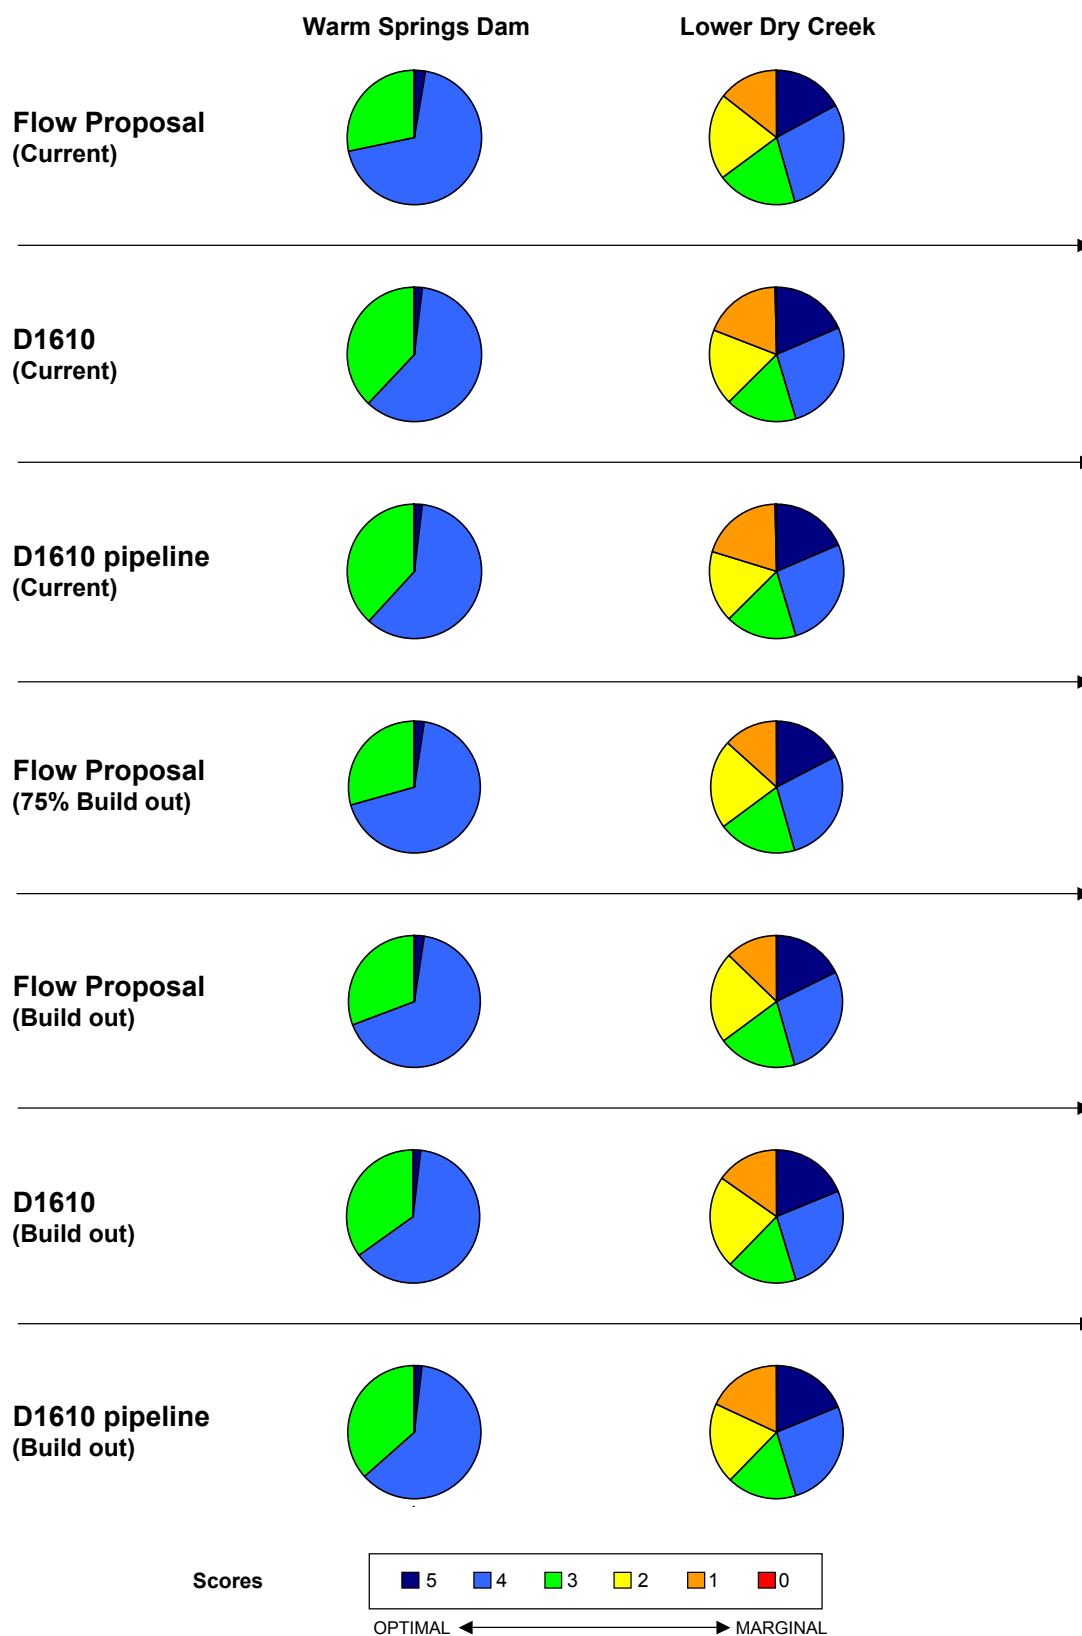 Warm Springs Dam Lower Dry Creek
Flow Proposal
(Current)
D1610
(Current)
D1610 pipeline
(Current)
Flow Proposal
(75% Build out)
Flow Proposal
(Build out)
D1610
(Build out)
D1610 pipeline
(Build out)
Scores 5 4 3 2 1 0
OPTIMAL MARGINAL